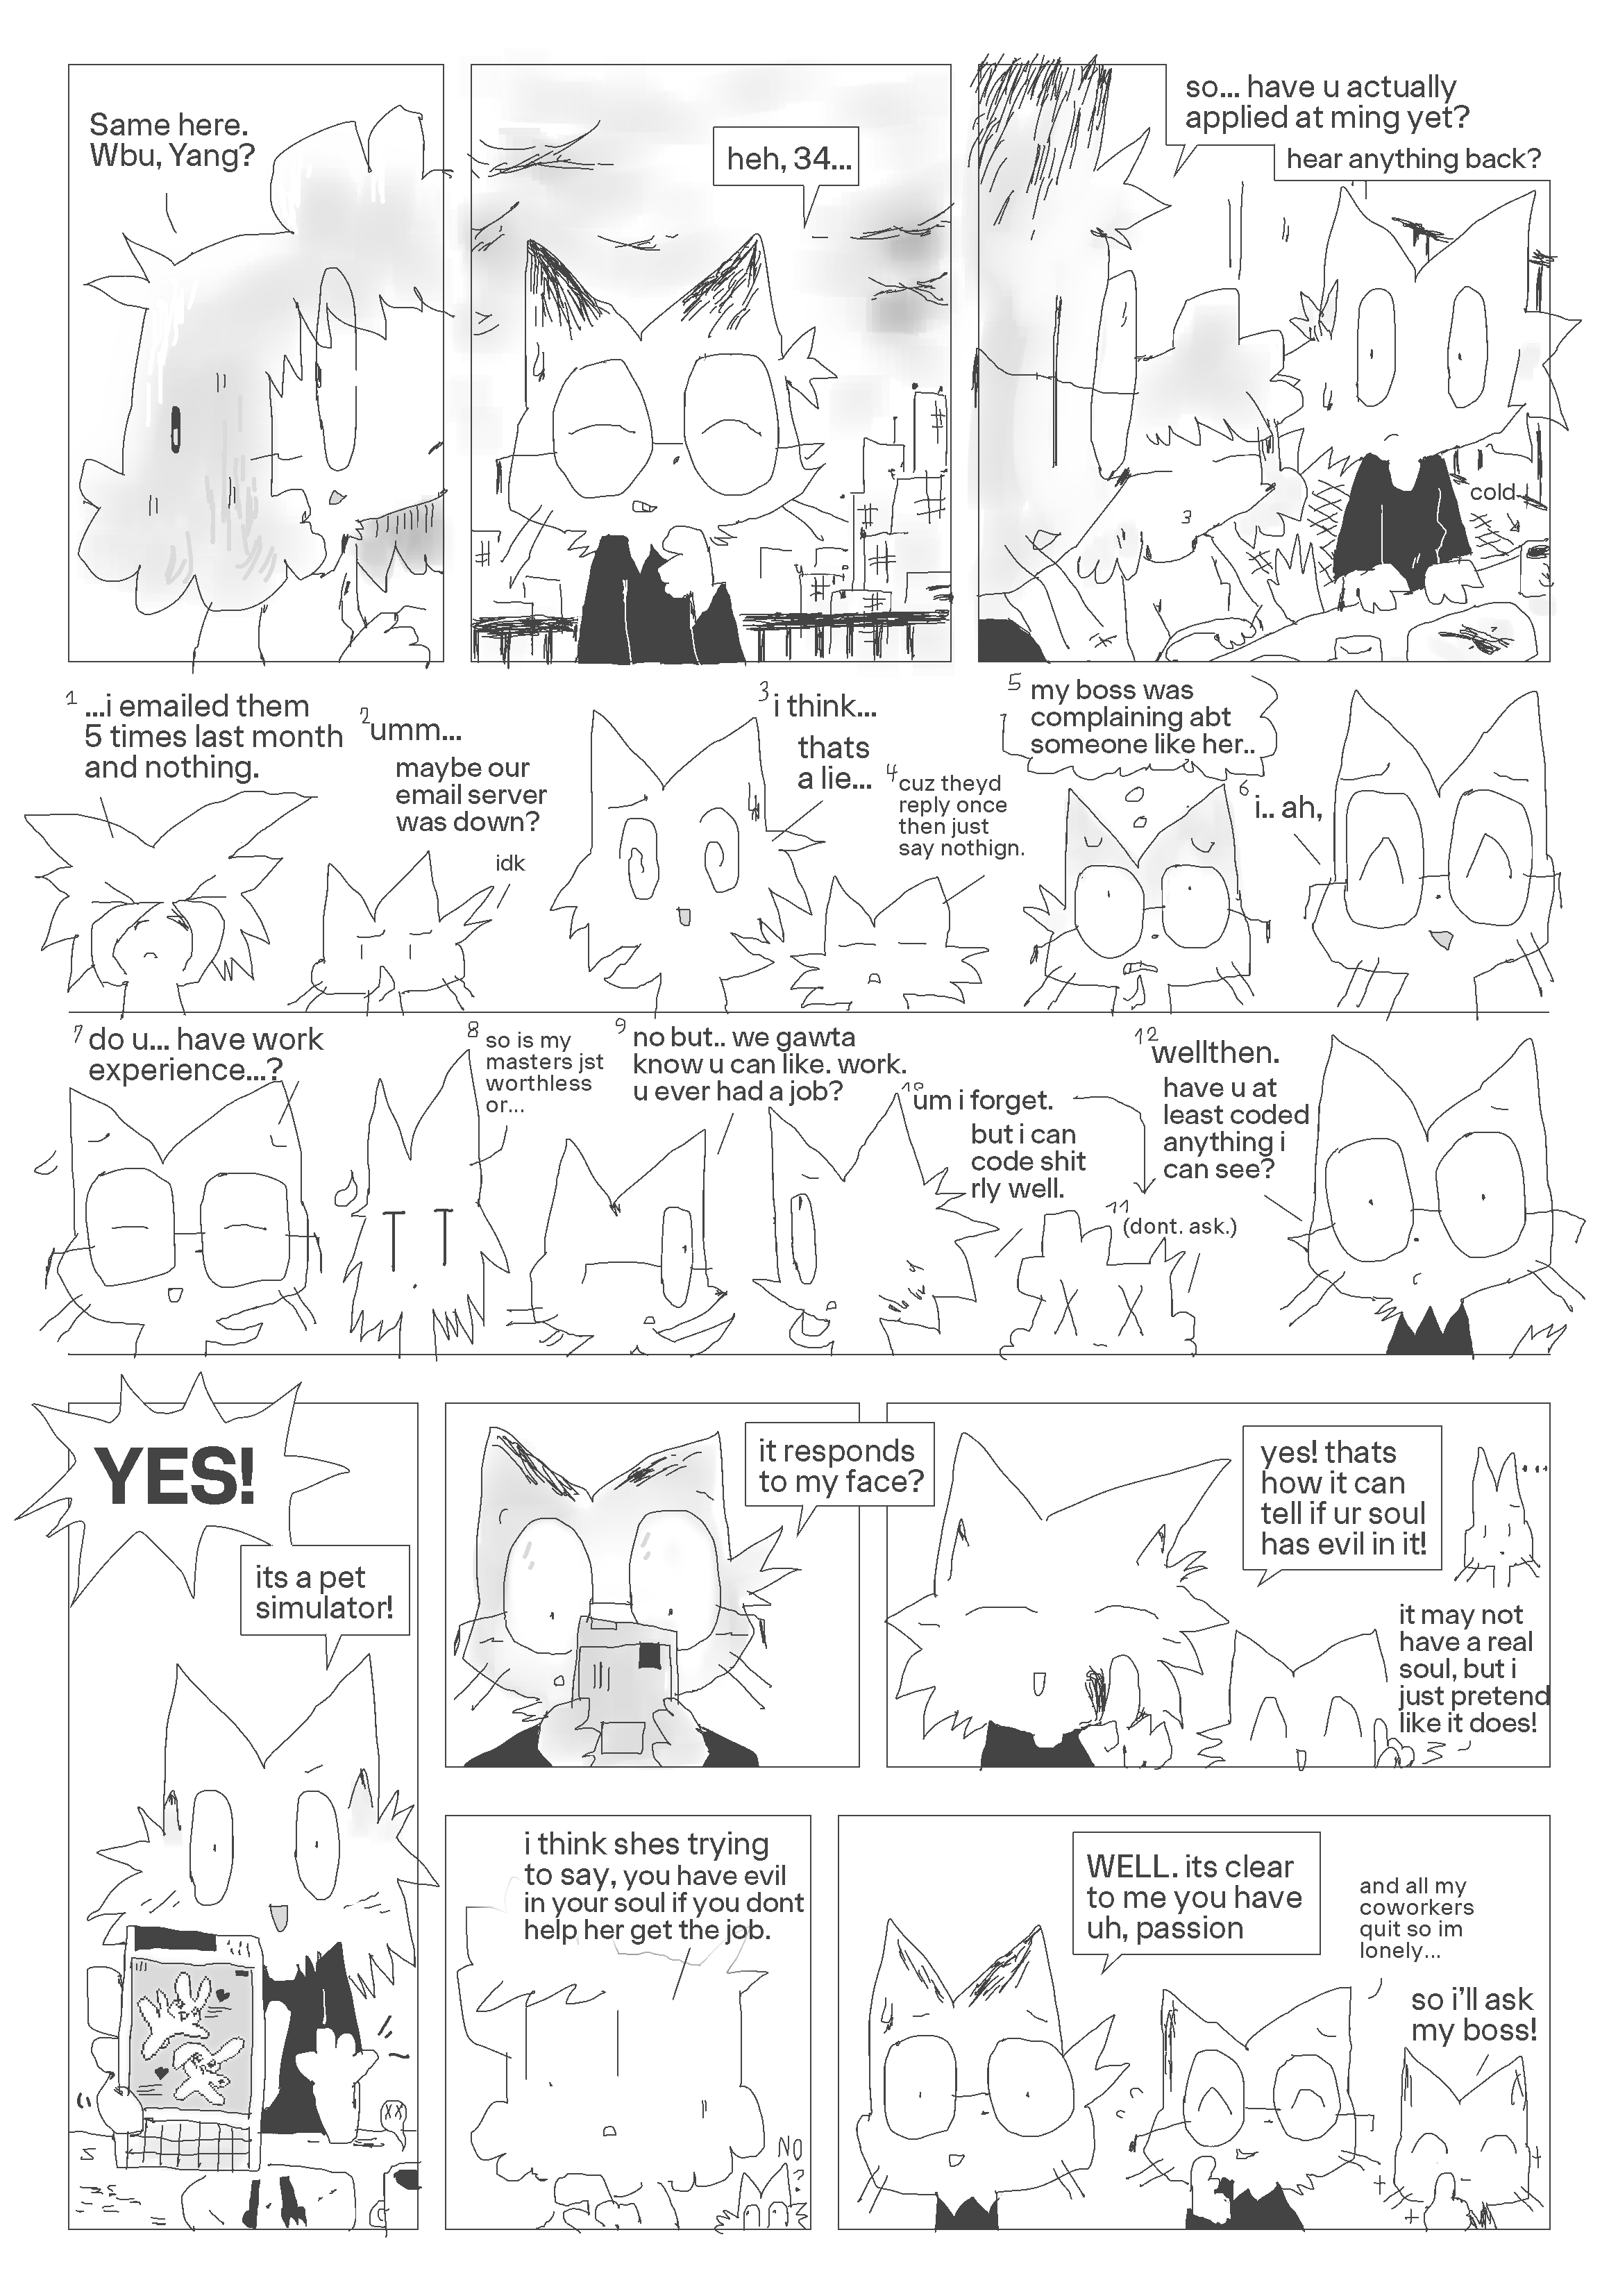 Same here.
Wbu, Yang?
heh, 34...
so... have u actually
applied at ming yet?
hear anything back?
cold
1
...i emailed them
5 times last month
and nothing.
2
umm...
maybe our
email server
was down?
idk
3
i think...
thats
a lie...
4
cuz theyd
reply once
then just
say nothign.
5
my boss was
complaining abt
someone like her..
6
i.. ah,
7
do u... have work
experience...?
8
so is my
masters jst
worthless
or...
9
no but.. we gawta
know u can like. work.
u ever had a job?
10
um i forget.
but i can
code shit
rly well.
11
(dont. ask.)
12
wellthen.
have u at
least coded
anything i
can see?
YES!
its a pet
simulator!
it responds
to my face?
yes! thats
how it can
tell if ur soul
has evil in it!
...
it may not
have a real
soul, but i
just pretend
like it does!
i think shes trying
to say, you have evil
in your soul if you dont
help her get the job.
NO
?
WELL. its clear
to me you have
uh, passion
and all my
coworkers
quit so im
lonely...
so i'll ask
my boss!